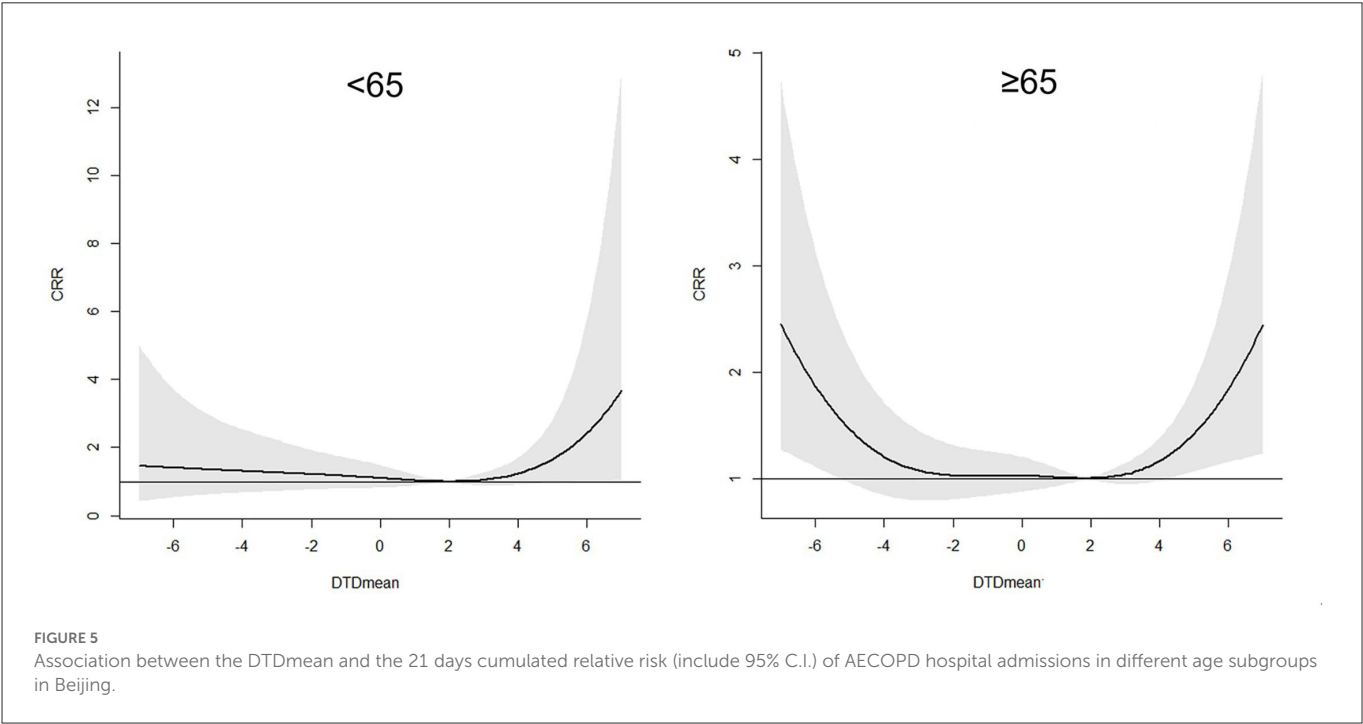 <65
CRR
12
10
8
6
4
2
0
-6 -4 -2 0 2 4 6
DTDmean
≥65
CRR
5
4
3
2
1
-6 -4 -2 0 2 4 6
DTDmean
FIGURE 5
Association between the DTDmean and the 21 days cumulated relative risk (include 95% C.I.) of AECOPD hospital admissions in different age subgroups
in Beijing.